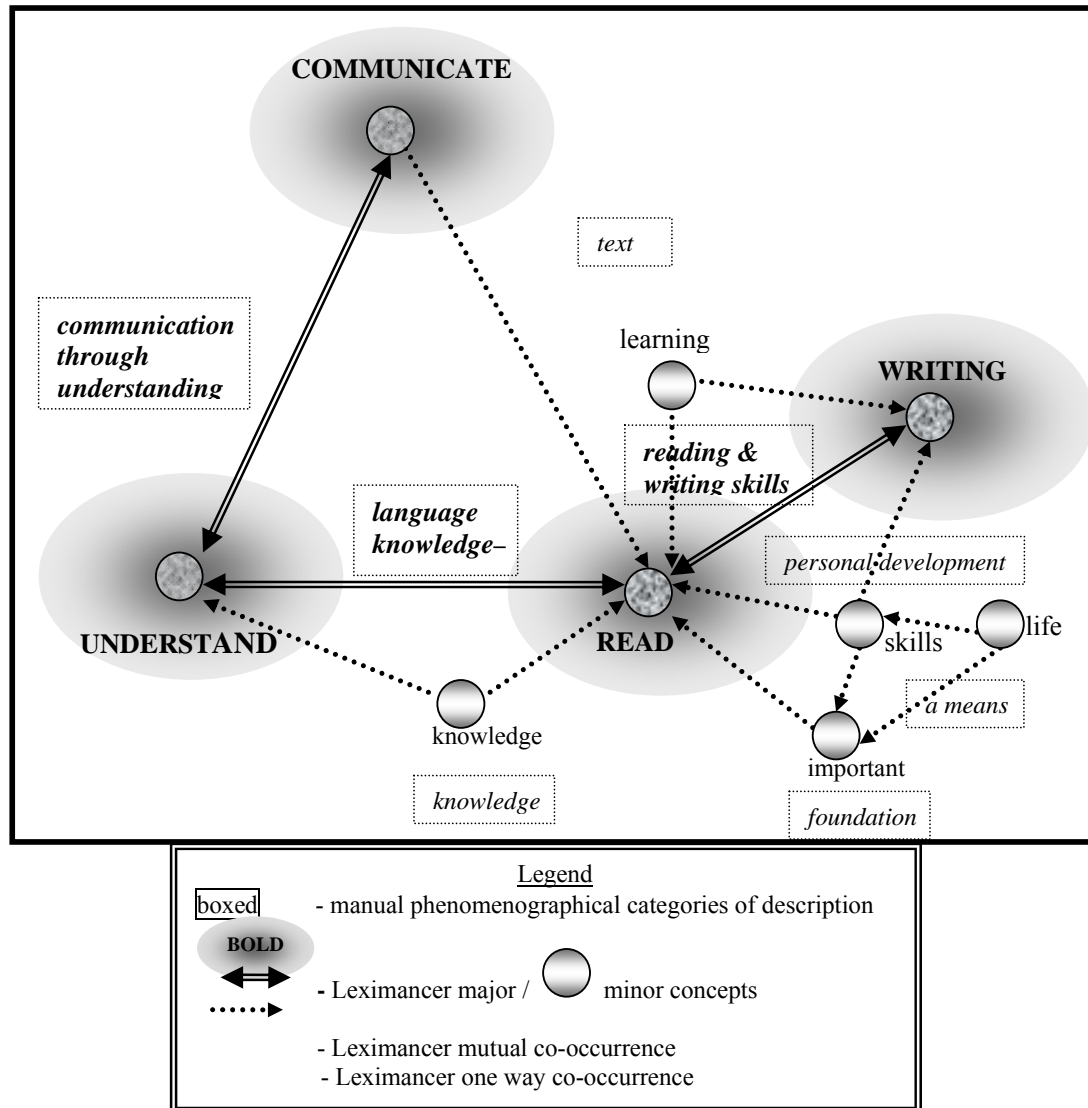 COMMUNICATE
text
communication
through
understanding
learning
WRITING
reading &
writing skills
language
knowledge–
personal development
UNDERSTAND
READ
skills
life
a means
knowledge
important
knowledge
foundation
Legend
boxed - manual phenomenographical categories of description
BOLD
- Leximancer major / minor concepts
- Leximancer mutual co-occurrence
- Leximancer one way co-occurrence